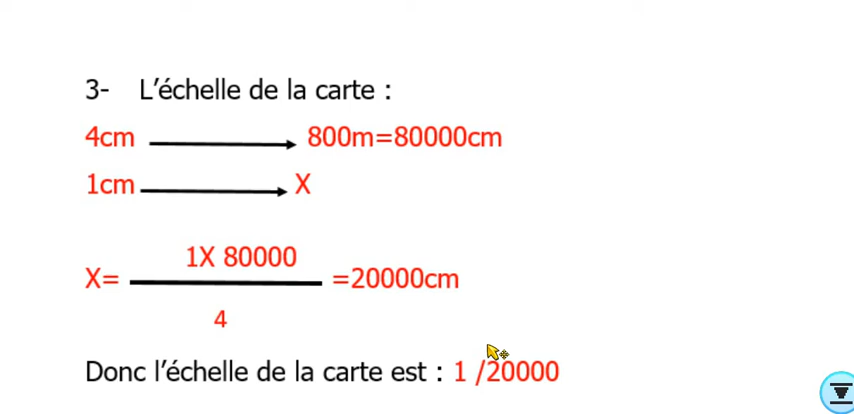 3- L’échelle de la carte :
4cm 800m=80000cm
1cm X
1X 80000
X= =20000cm
4
Donc l’échelle de la carte est : 1 /20000